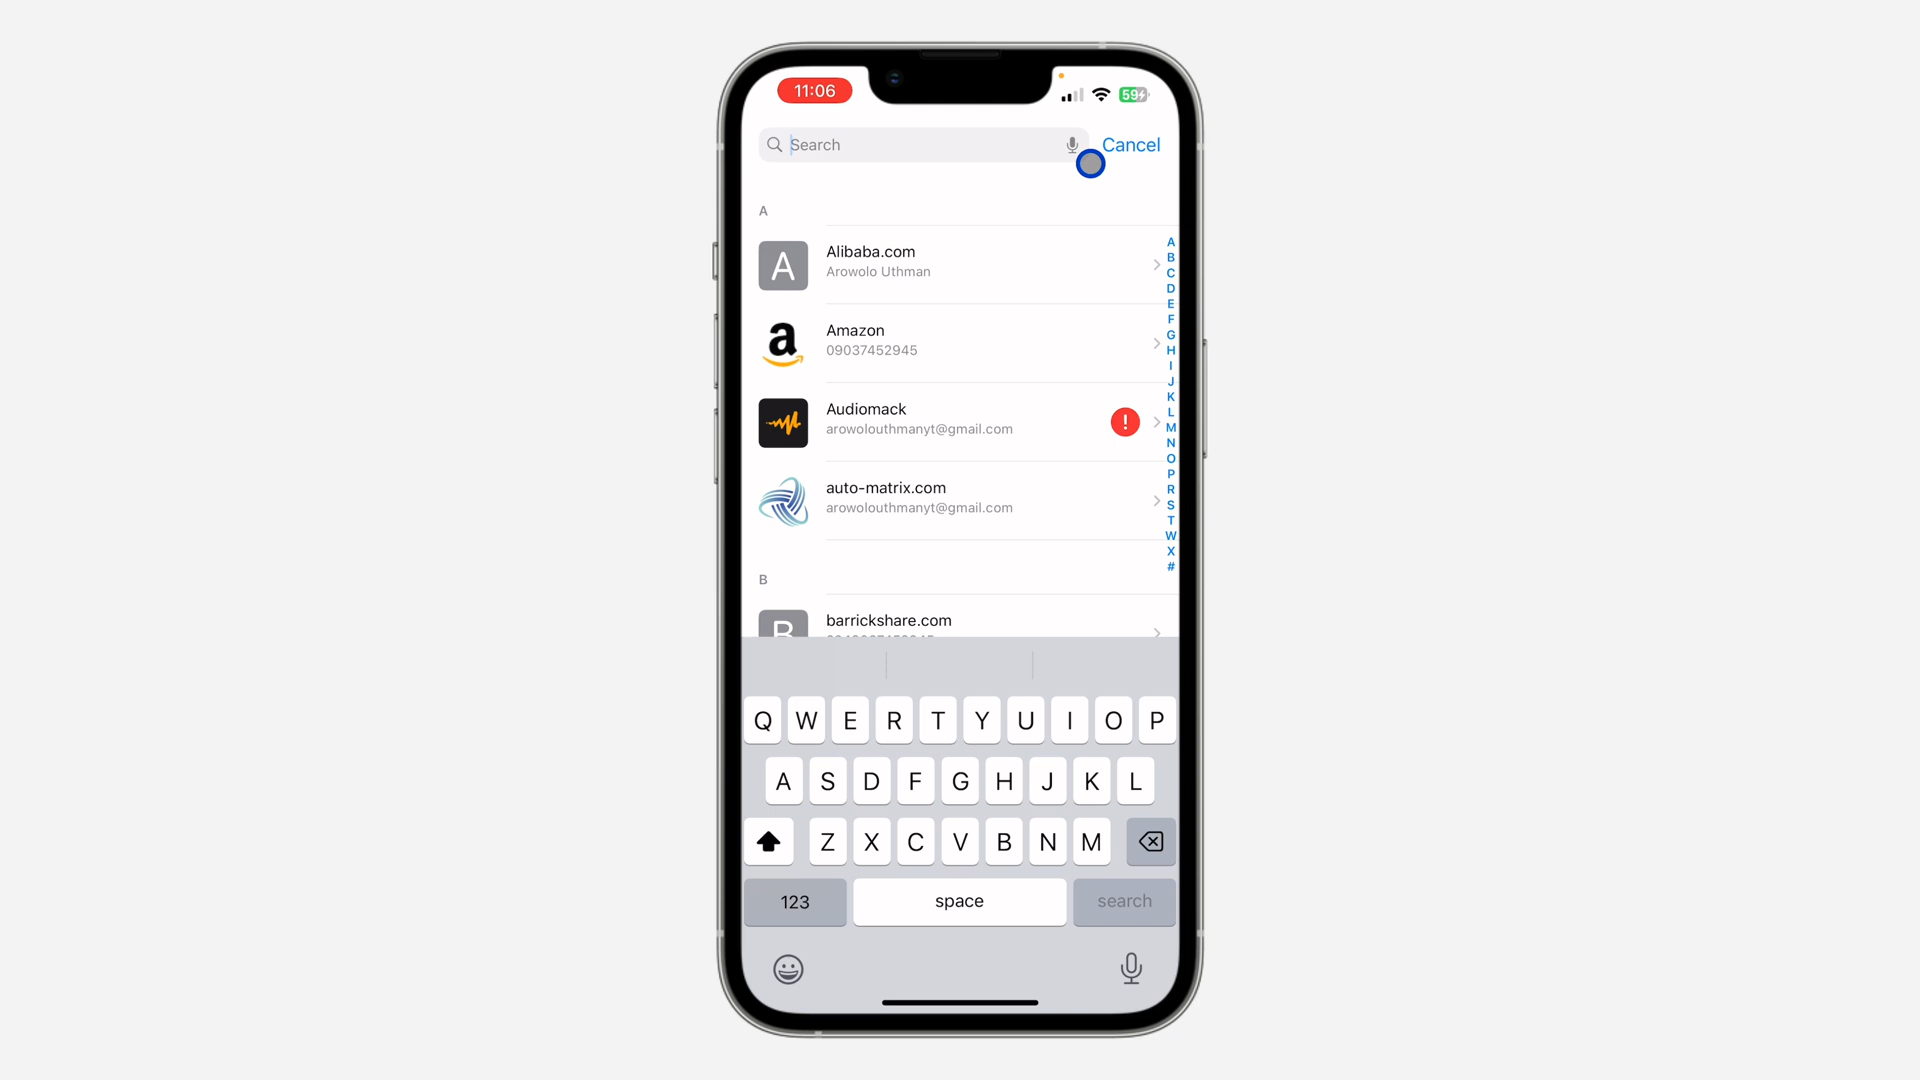 11:06
59
Search
Cancel
A
A
Alibaba.com
Arowolo Uthman
a
Amazon
09037452945
Audiomack
arowolouthmanyt@gmail.com
!
auto-matrix.com
arowolouthmanyt@gmail.com
B
B
barrickshare.com
A
B
C
D
E
F
G
H
I
J
K
L
M
N
O
P
R
S
T
W
X
#
Q W E R T Y U I O P
A S D F G H J K L
Z X C V B N M
123 space search